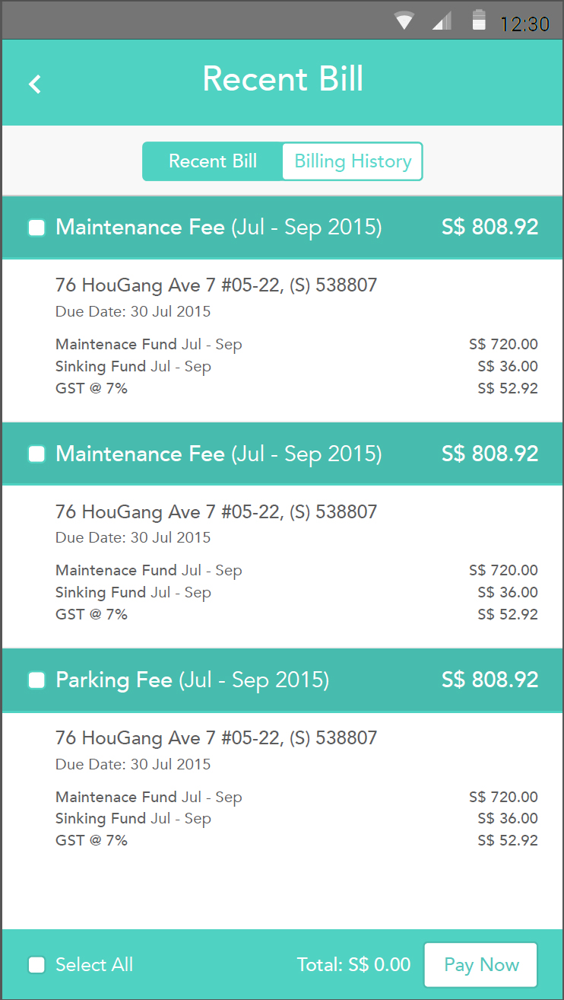 12:30
Recent Bill
Recent Bill Billing History
Maintenance Fee (Jul - Sep 2015) S$ 808.92
76 HouGang Ave 7 #05-22, (S) 538807
Due Date: 30 Jul 2015
Maintenace Fund Jul - Sep S$ 720.00
Sinking Fund Jul - Sep S$ 36.00
GST @ 7% S$ 52.92
Maintenance Fee (Jul - Sep 2015) S$ 808.92
76 HouGang Ave 7 #05-22, (S) 538807
Due Date: 30 Jul 2015
Maintenace Fund Jul - Sep S$ 720.00
Sinking Fund Jul - Sep S$ 36.00
GST @ 7% S$ 52.92
Parking Fee (Jul - Sep 2015) S$ 808.92
76 HouGang Ave 7 #05-22, (S) 538807
Due Date: 30 Jul 2015
Maintenace Fund Jul - Sep S$ 720.00
Sinking Fund Jul - Sep S$ 36.00
GST @ 7% S$ 52.92
Select All Total: S$ 0.00 Pay Now